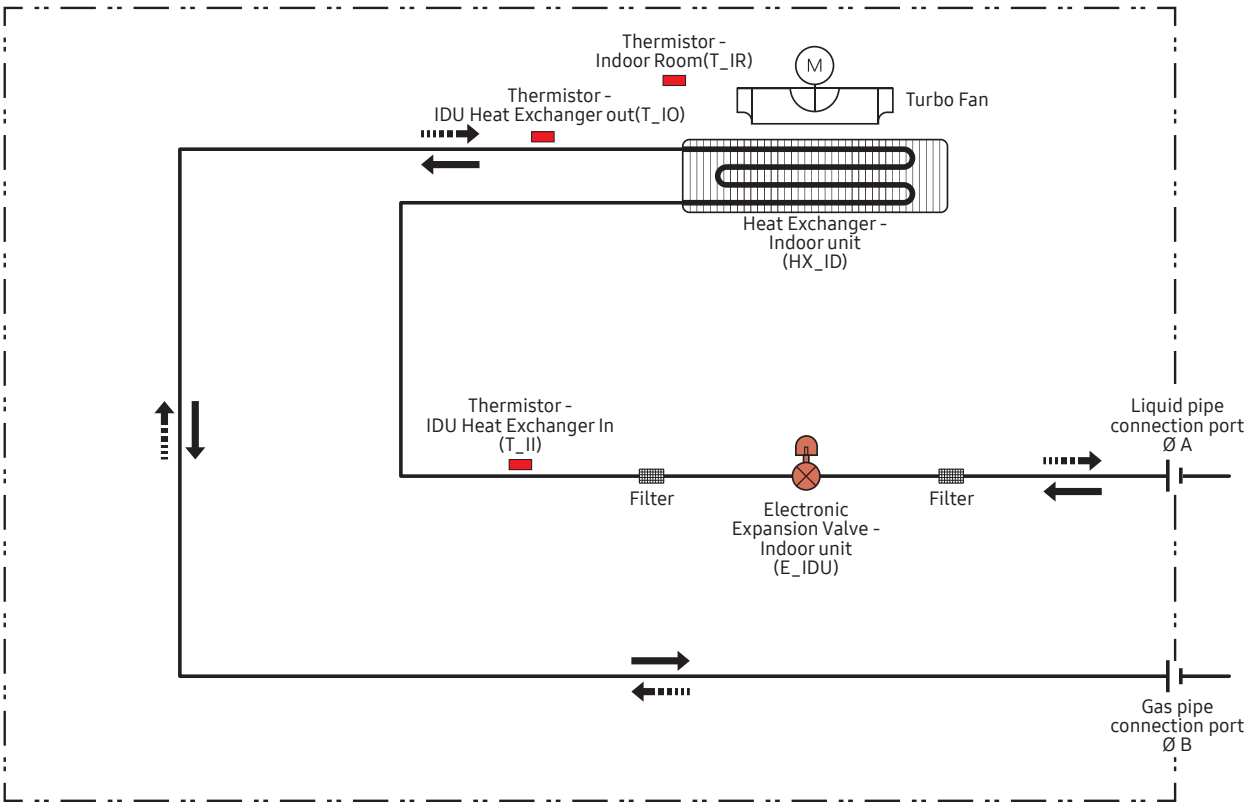 Thermistor -
Indoor Room(T_IR)
M
Turbo Fan
Thermistor -
IDU Heat Exchanger out(T_IO)
Heat Exchanger -
Indoor unit
(HX_ID)
Thermistor -
IDU Heat Exchanger In
(T_II)
Filter
Electronic
Expansion Valve -
Indoor unit
(E_IDU)
Filter
Liquid pipe
connection port
Ø A
Gas pipe
connection port
Ø B